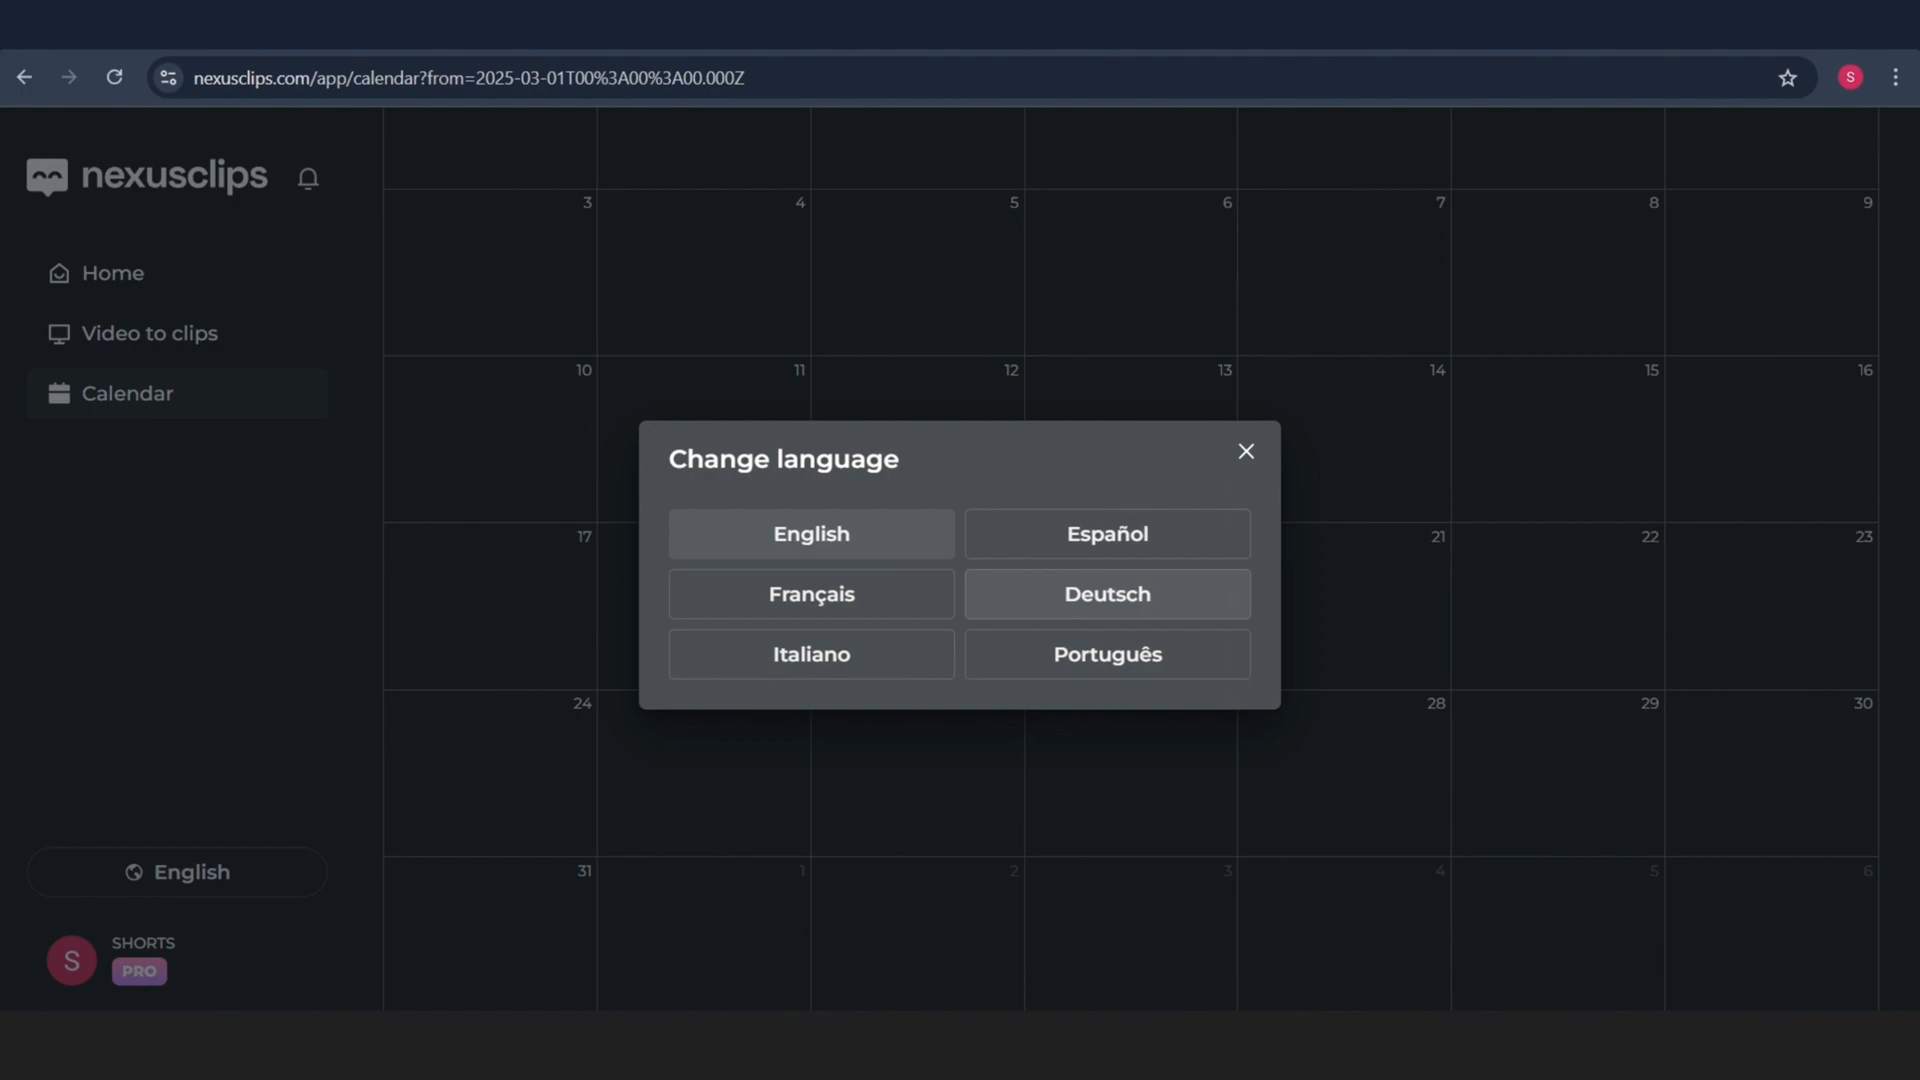 nexusclips.com/app/calendar?from=2025-03-01T00%3A00%3A00.000Z
S
nexusclips
Home
Video to clips
Calendar
English
S
SHORTS
PRO
3 4 5 6 7 8 9
10 11 12 13 14 15 16
Change language
English Español
Français Deutsch
Italiano Português
17 21 22 23
24 28 29 30
31 1 2 3 4 5 6